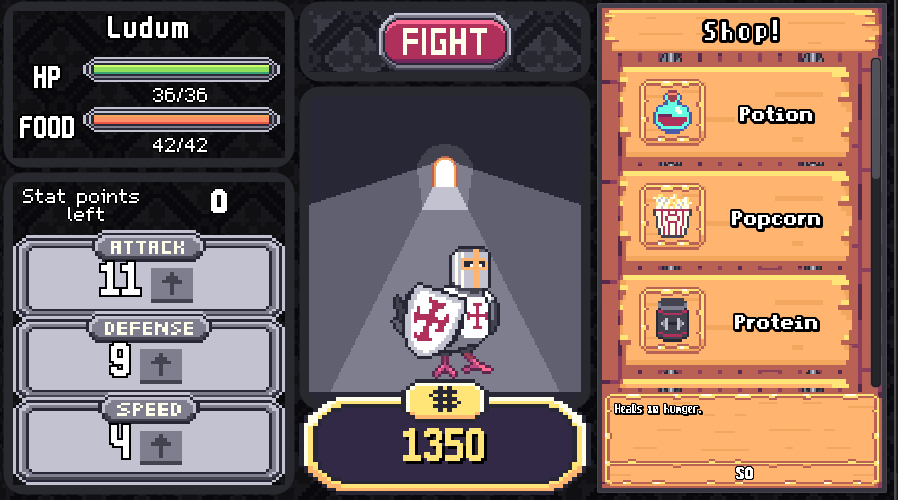 Ludum
HP
36/36
FOOD
42/42
Stat points
left
0
ATTACK
11
DEFENSE
9
SPEED
4
FIGHT
#
1350
Shop!
Potion
Popcorn
Protein
Heals 10 hunger.
50